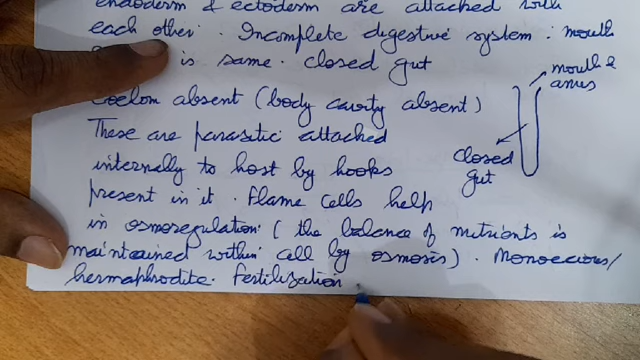 endoderm & ectoderm are attached with
each other. Incomplete digestive system : mouth
is same. closed gut
mouth &
anus
Coelom absent (body cavity absent)
These are parasitic attached
internally to host by hooks
closed
gut
present in it. Flame cells help
in osmoregulation ( the balance of nutrients is
maintained within cell by osmosis). Monoecious/
hermaphrodite. Fertilization